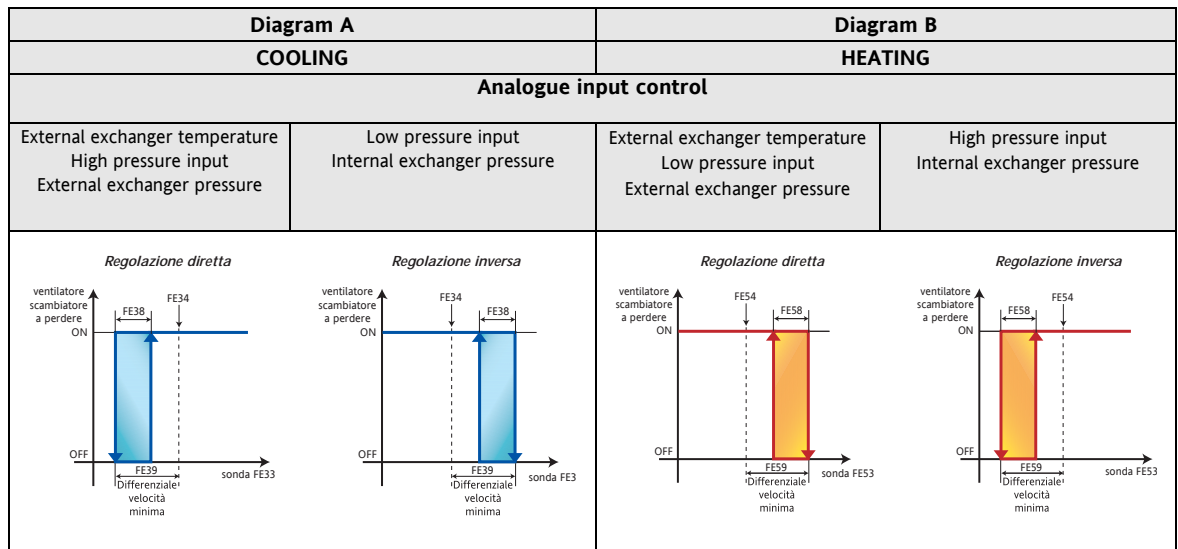 Diagram A
Diagram B
COOLING
HEATING
Analogue input control
External exchanger temperature
High pressure input
External exchanger pressure
Low pressure input
Internal exchanger pressure
External exchanger temperature
Low pressure input
External exchanger pressure
High pressure input
Internal exchanger pressure
Regolazione diretta
ventilatore
scambiatore
a perdere
ON
FE38
FE34
OFF
FE39
sonda FE33
Differenziale
velocità
minima
Regolazione inversa
ventilatore
scambiatore
a perdere
ON
FE34
FE38
OFF
FE39
sonda FE3
Differenziale
velocità
minima
Regolazione diretta
ventilatore
scambiatore
a perdere
ON
FE54
FE58
OFF
FE59
sonda FE53
Differenziale
velocità
minima
Regolazione inversa
ventilatore
scambiatore
a perdere
ON
FE58
FE54
OFF
FE59
sonda FE53
Differenziale
velocità
minima